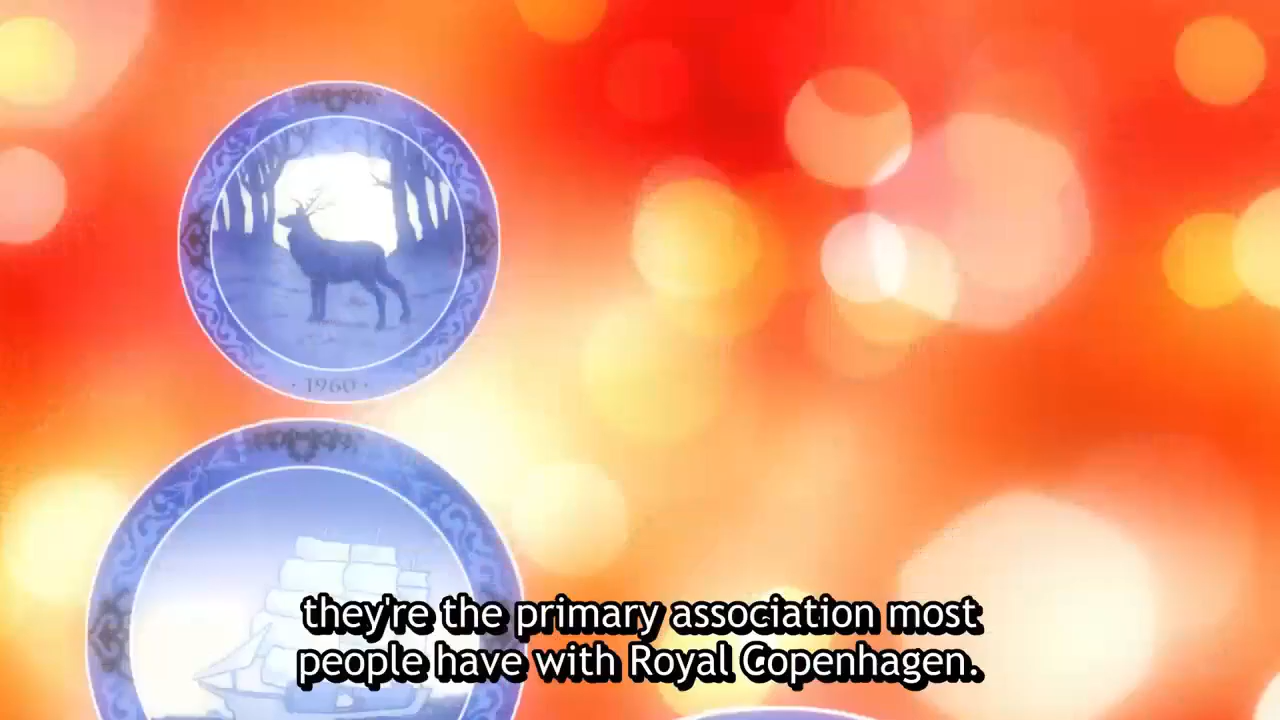 · 1960 ·
they're the primary association most
people have with Royal Copenhagen.